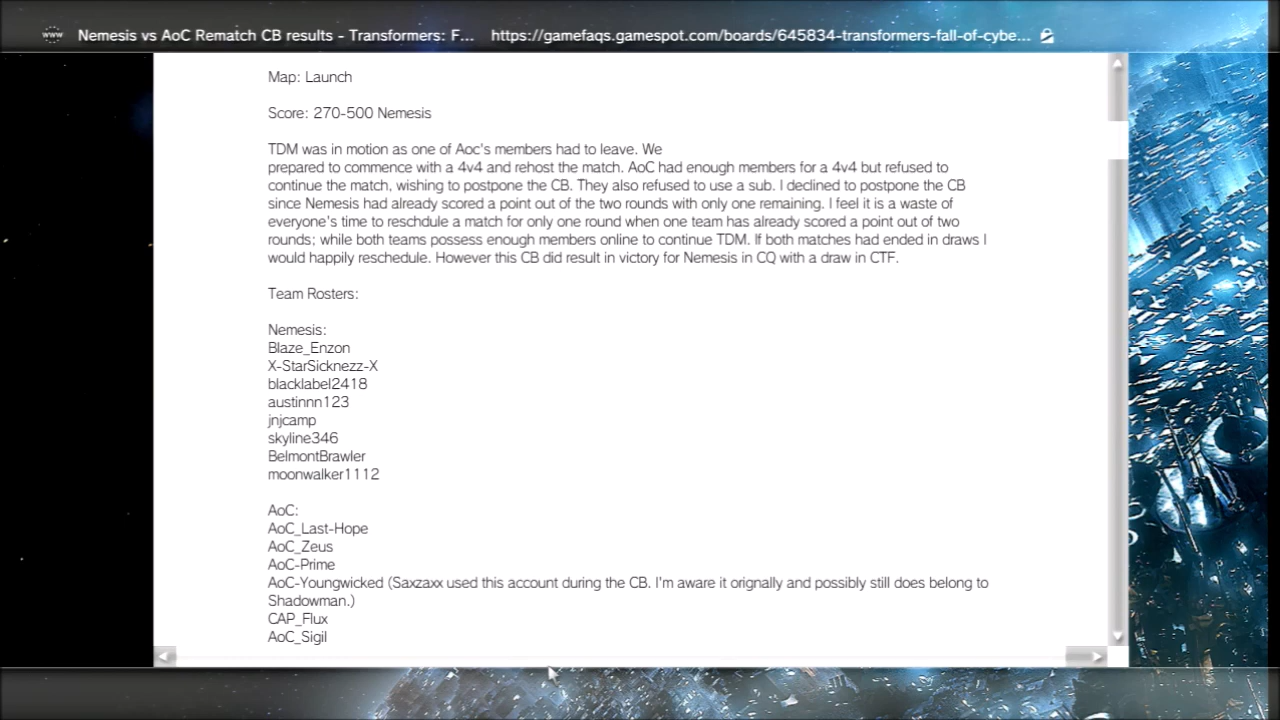 Nemesis vs AoC Rematch CB results - Transformers: F... https://gamefaqs.gamespot.com/boards/645834-transformers-fall-of-cybe...
Map: Launch
Score: 270-500 Nemesis
TDM was in motion as one of Aoc's members had to leave. We
prepared to commence with a 4v4 and rehost the match. AoC had enough members for a 4v4 but refused to
continue the match, wishing to postpone the CB. They also refused to use a sub. I declined to postpone the CB
since Nemesis had already scored a point out of the two rounds with only one remaining. I feel it is a waste of
everyone's time to reschdule a match for only one round when one team has already scored a point out of two
rounds; while both teams possess enough members online to continue TDM. If both matches had ended in draws I
would happily reschedule. However this CB did result in victory for Nemesis in CQ with a draw in CTF.
Team Rosters:
Nemesis:
Blaze_Enzon
X-StarSicknezz-X
blacklabel2418
austinnn123
jnjcamp
skyline346
BelmontBrawler
moonwalker1112
AoC:
AoC_Last-Hope
AoC_Zeus
AoC-Prime
AoC-Youngwicked (Saxzaxx used this account during the CB. I'm aware it orignally and possibly still does belong to
Shadowman.)
CAP_Flux
AoC_Sigil